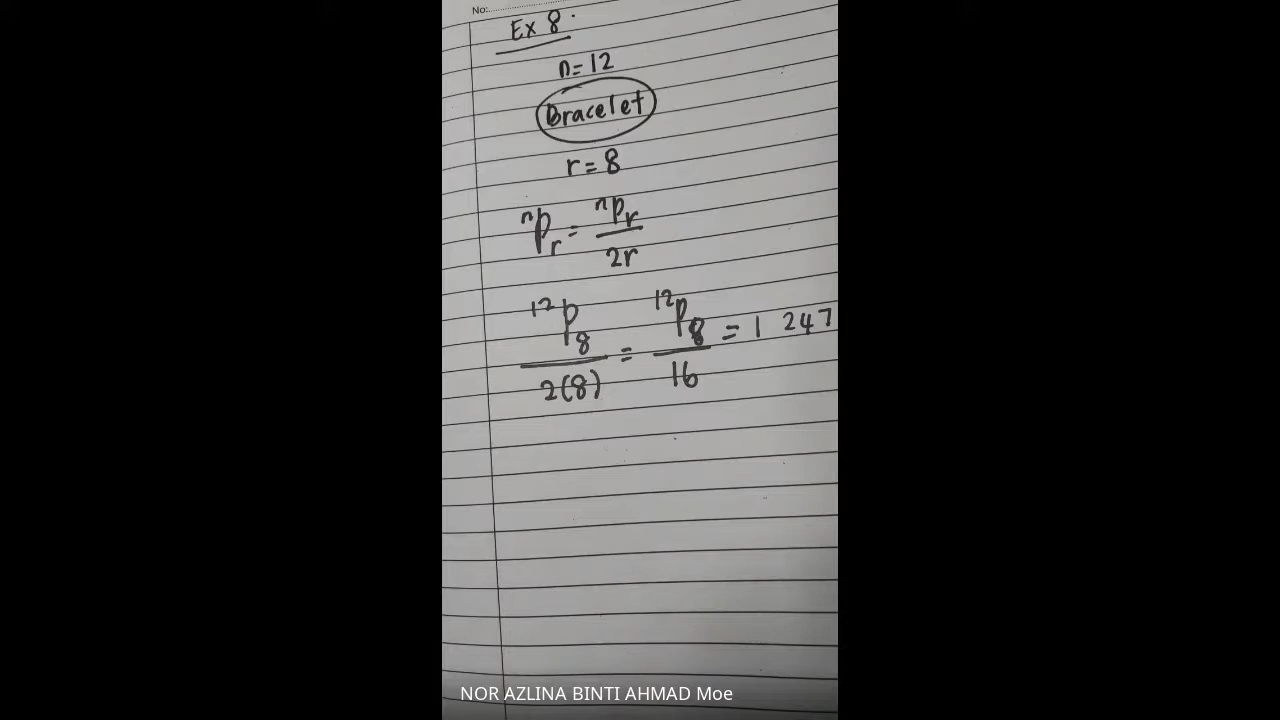 No:
Ex 8.
n=12
Bracelet
r=8
ⁿPᵣ = ⁿPᵣ / 2r
¹²P₈ / 2(8) = ¹²P₈ / 16 = 1 247
NOR AZLINA BINTI AHMAD Moe